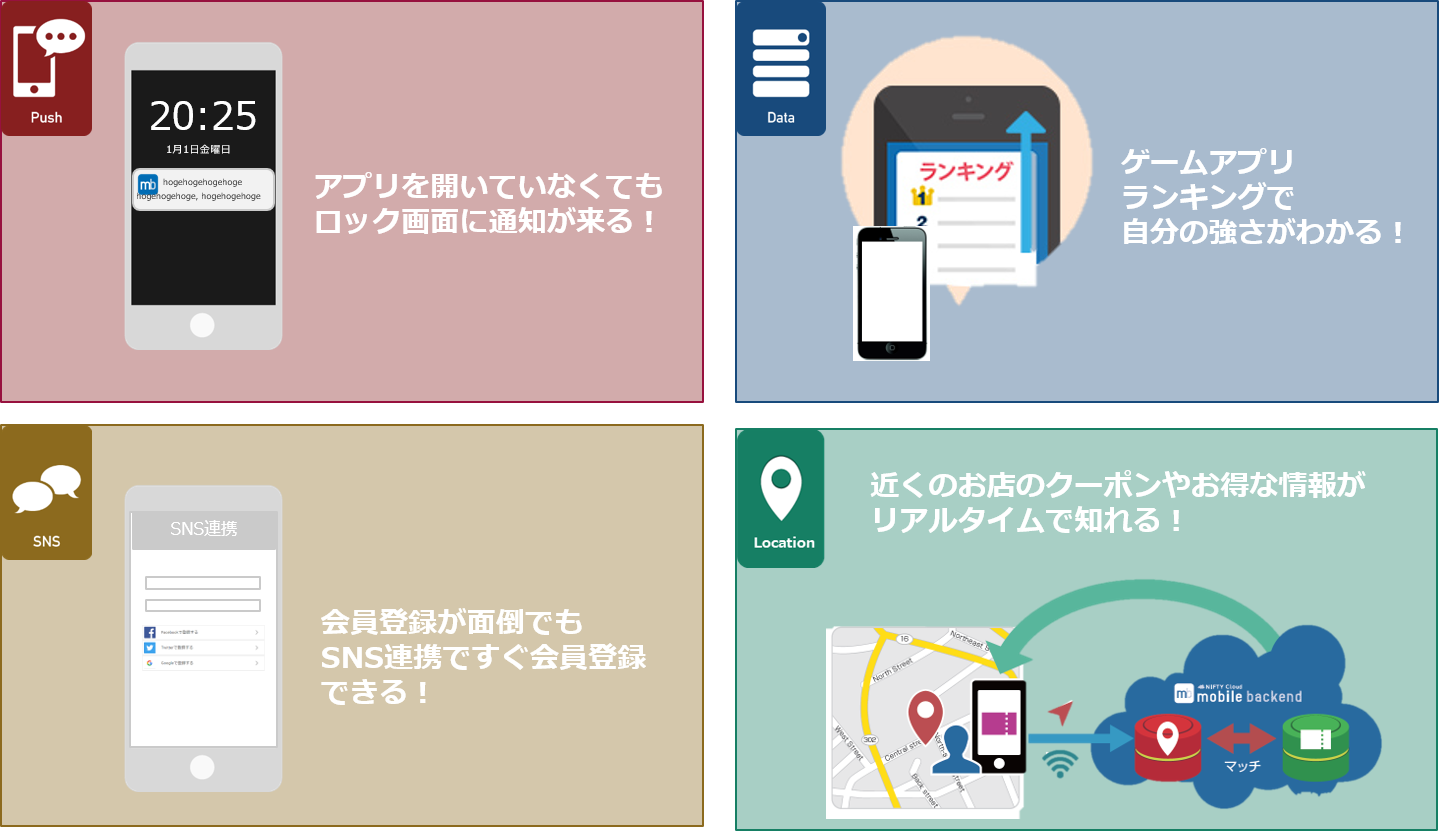 Push
20:25
1月1日金曜日
mb
hogehogehogehoge
hogehogehoge, hogehogehoge
アプリを開いていなくても
ロック画面に通知が来る！
Data
ランキング
1
2
ゲームアプリ
ランキングで
自分の強さがわかる！
SNS
SNS連携
Facebookで登録する
Twitterで登録する
Googleで登録する
会員登録が面倒でも
SNS連携ですぐ会員登録
できる！
Location
近くのお店のクーポンやお得な情報が
リアルタイムで知れる！
16
Northeast
North Street
West Street
302
Central stre
North-s
Back street
NIFTY Cloud
mb mobile backend
マッチ